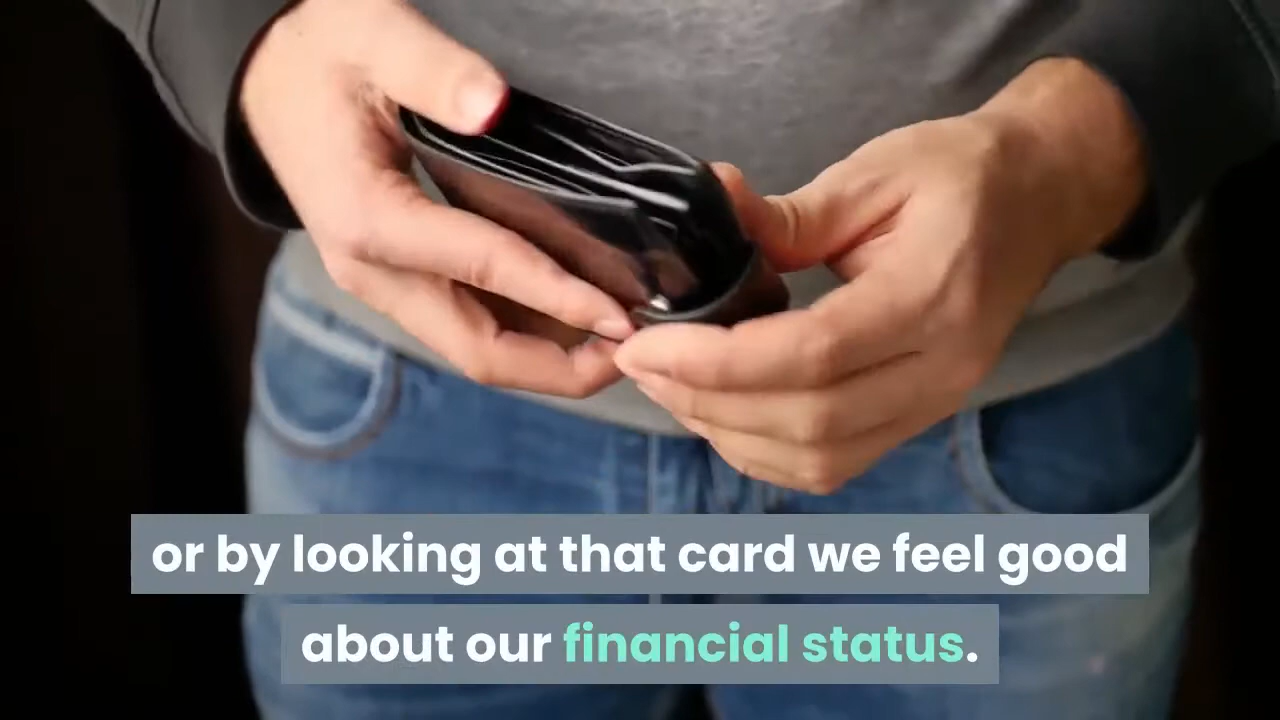 or by looking at that card we feel good
about our financial status.